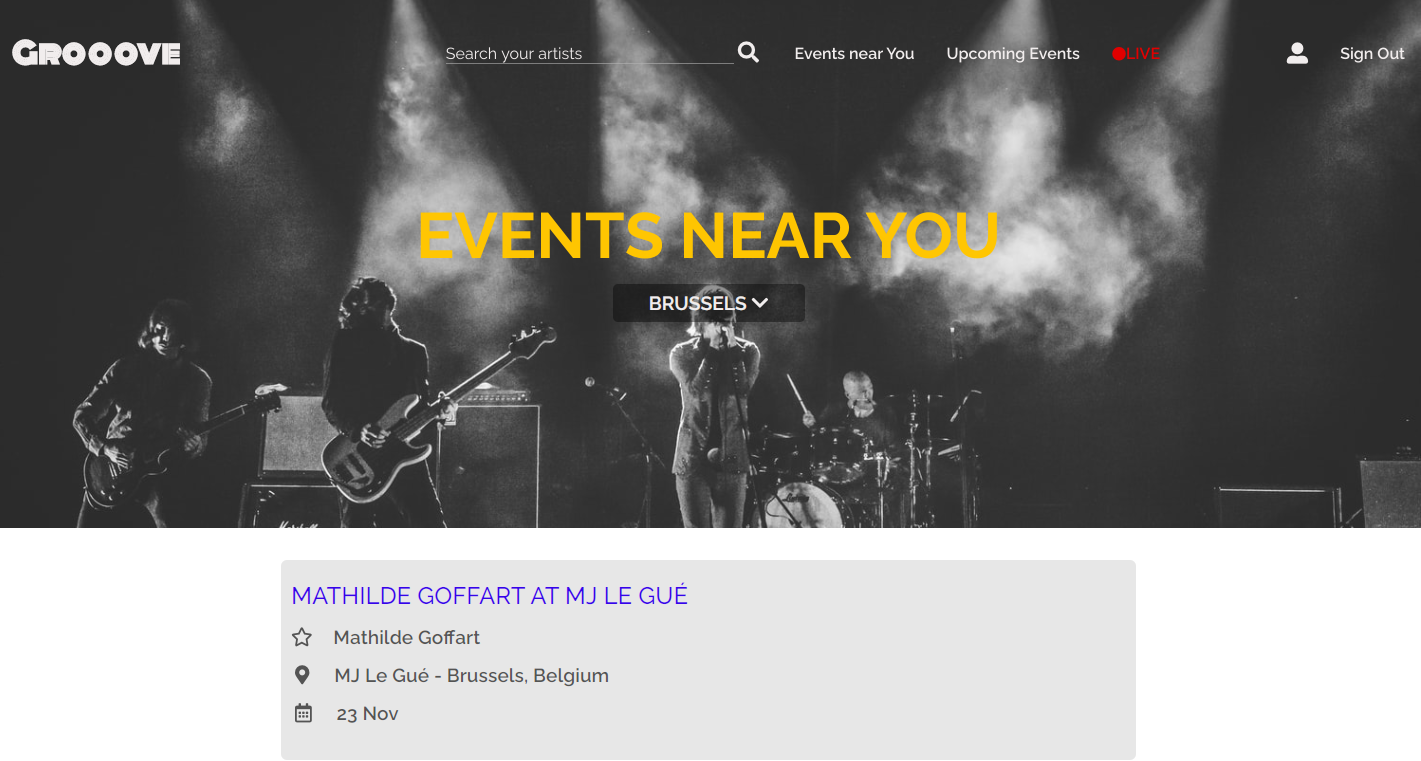 GROOOVE
Search your artists
Events near You
Upcoming Events
LIVE
Sign Out
EVENTS NEAR YOU
BRUSSELS
MATHILDE GOFFART AT MJ LE GUÉ
Mathilde Goffart
MJ Le Gué - Brussels, Belgium
23 Nov